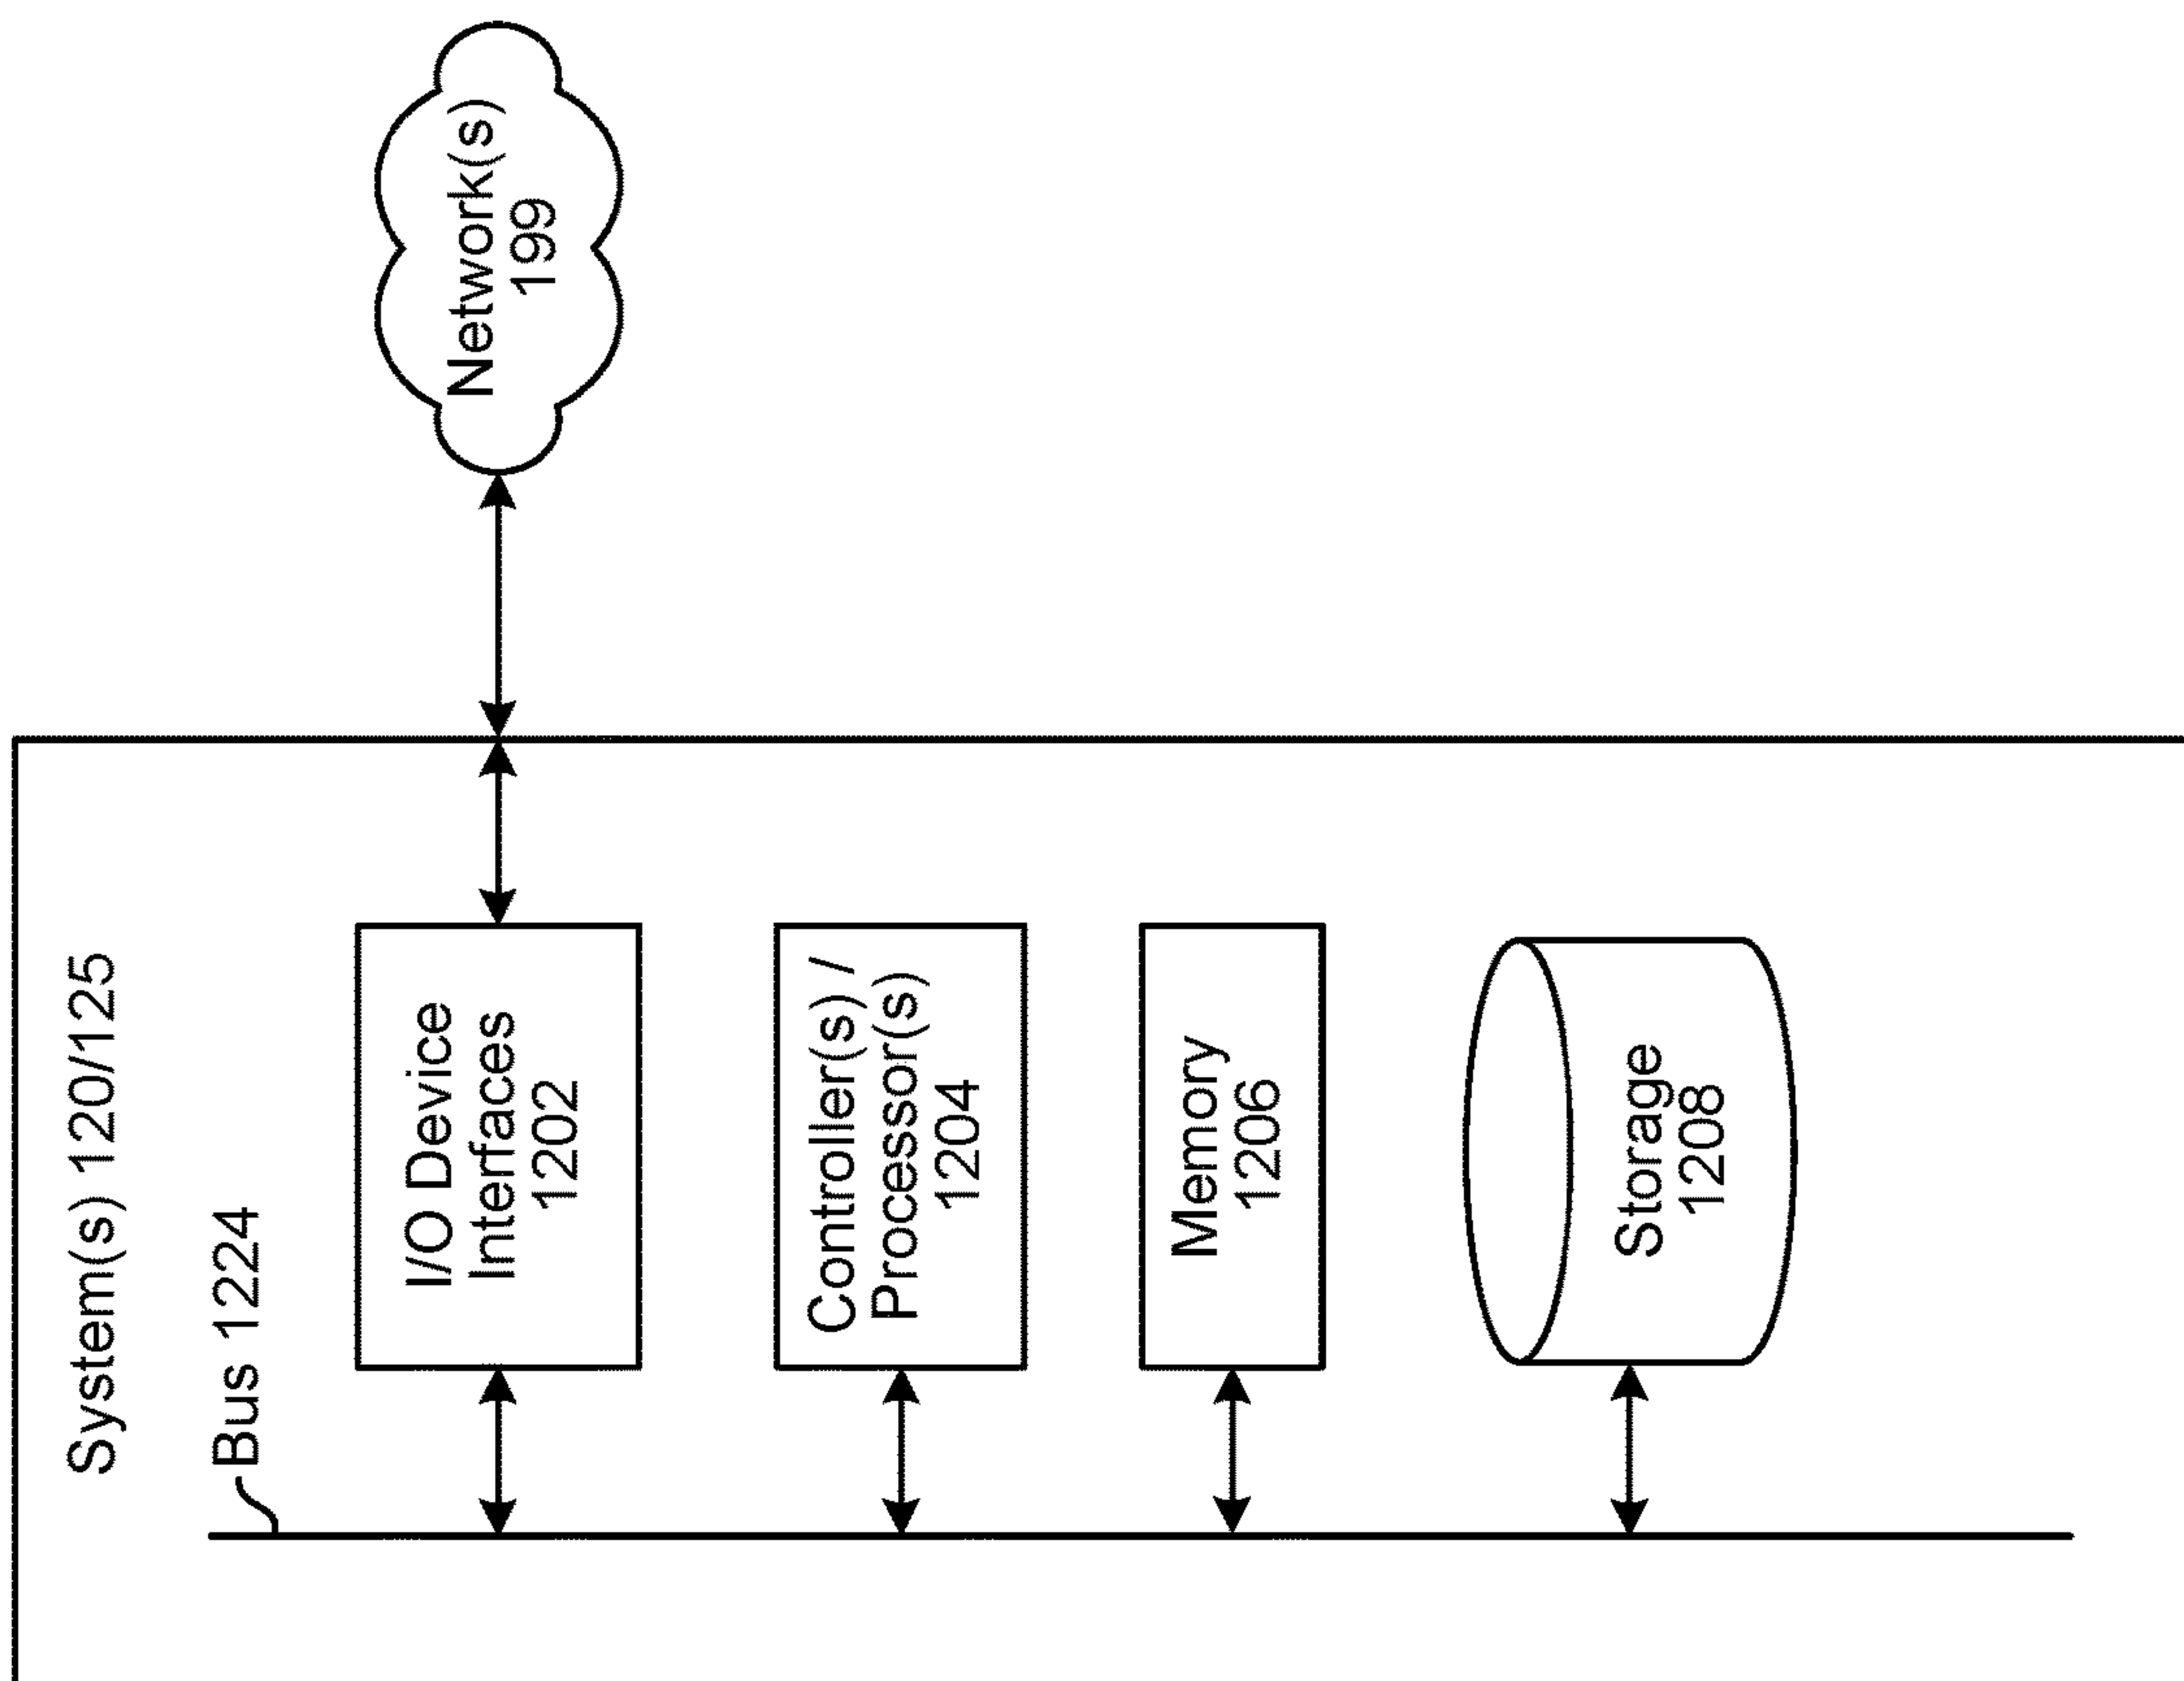 System(s) 120/125
Bus 1224
I/O Device
Interfaces
1202
Controller(s) /
Processor(s)
1204
Memory
1206
Storage
1208
Network(s)
199